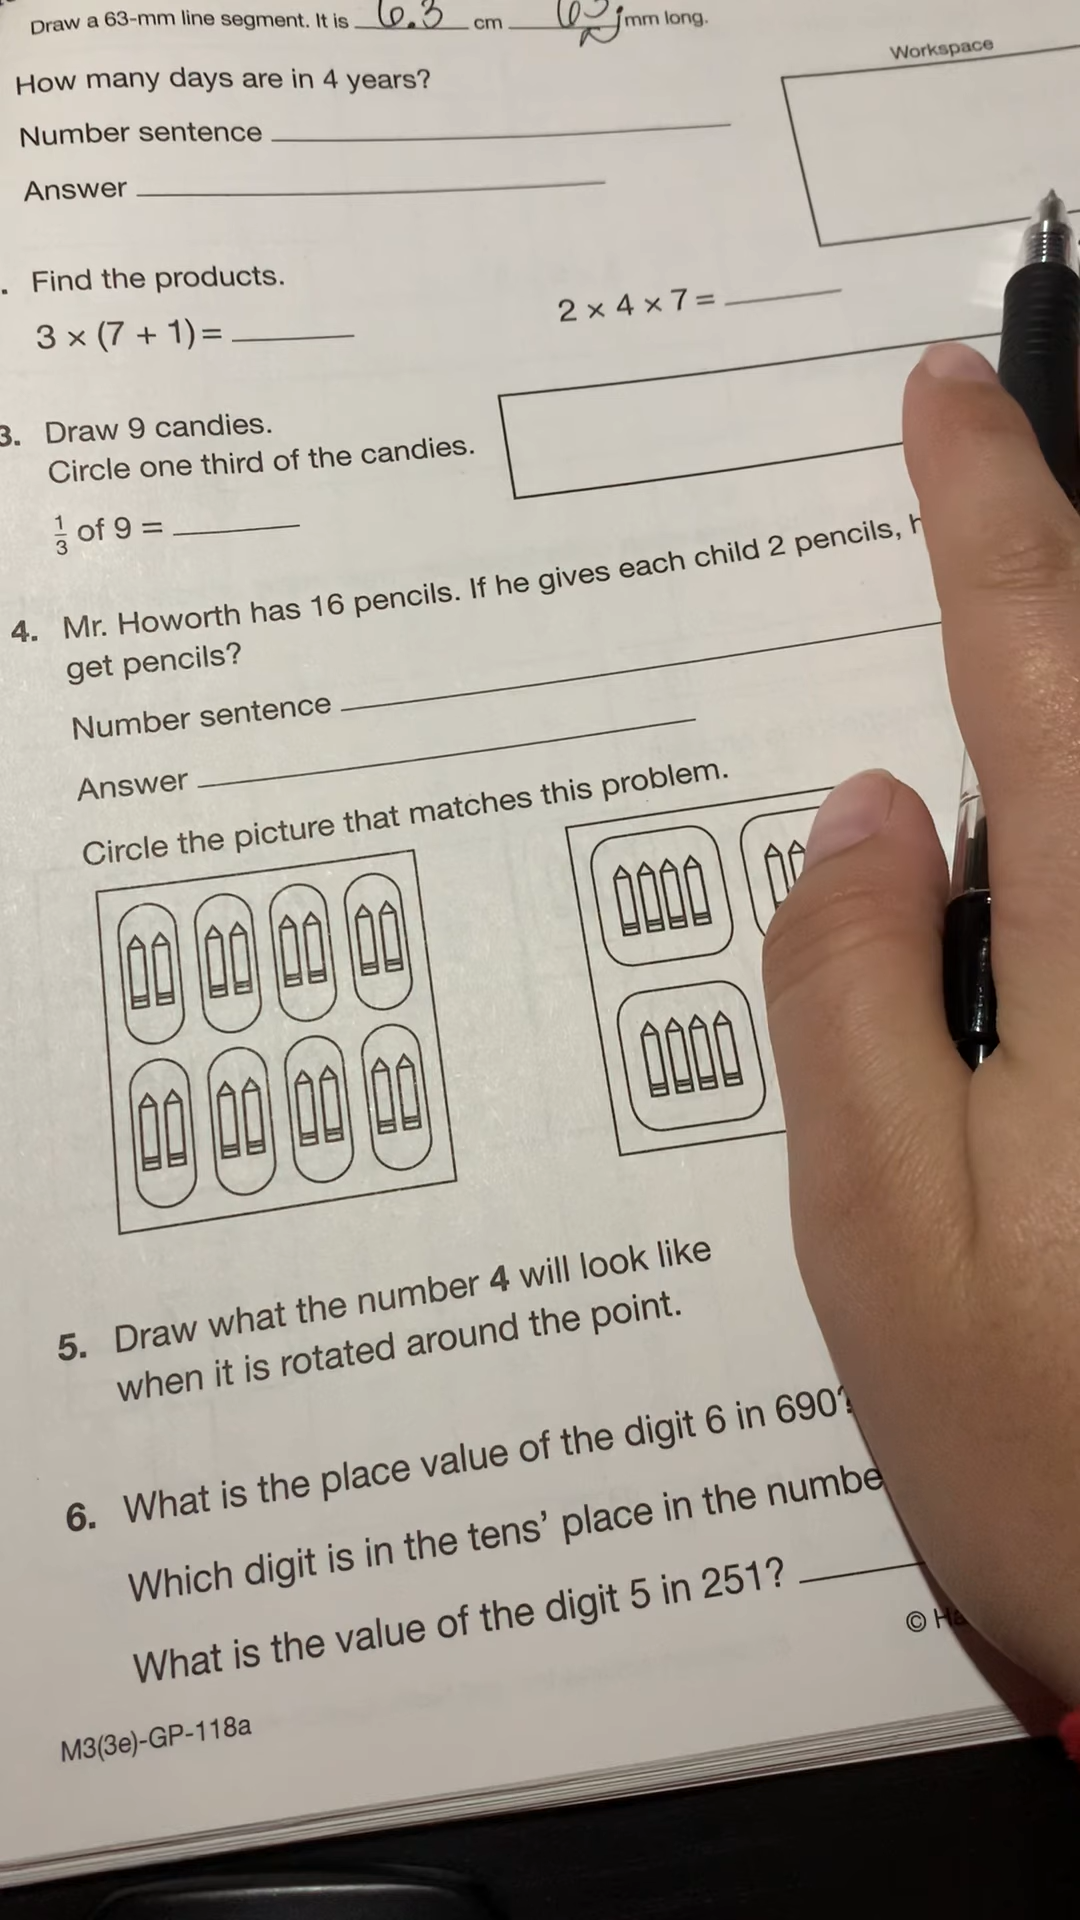 Draw a 63-mm line segment. It is 6.3 cm mm long.
Workspace
How many days are in 4 years?
Number sentence
Answer
Find the products.
3 × (7 + 1) =
2 × 4 × 7 =
3. Draw 9 candies.
Circle one third of the candies.
1/3 of 9 =
4. Mr. Howorth has 16 pencils. If he gives each child 2 pencils,
get pencils?
Number sentence
Answer
Circle the picture that matches this problem.
5. Draw what the number 4 will look like
when it is rotated around the point.
6. What is the place value of the digit 6 in 690?
Which digit is in the tens' place in the numbe
What is the value of the digit 5 in 251?
©
M3(3e)-GP-118a